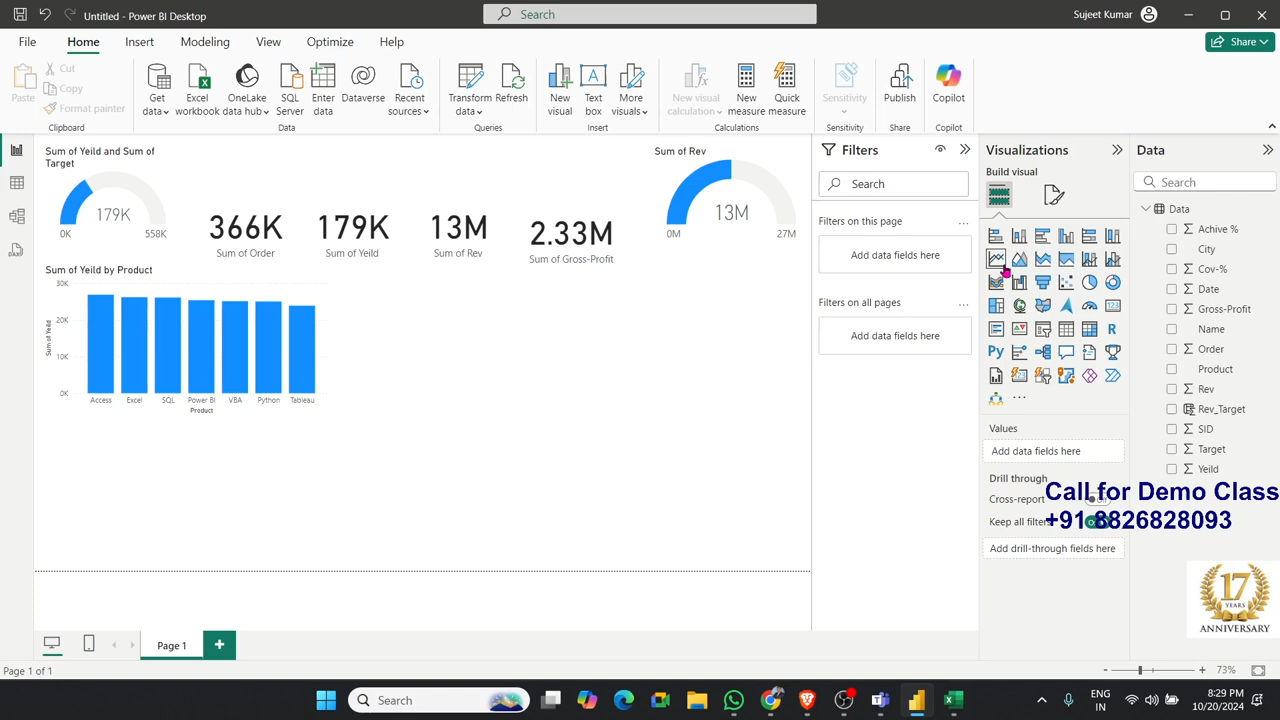 Untitled - Power BI Desktop
Search
Sujeet Kumar
File
Home
Insert
Modeling
View
Optimize
Help
Share
Paste
Cut
Copy
Format painter
Clipboard
Get data
Excel workbook
OneLake data hub
SQL Server
Enter data
Dataverse
Recent sources
Data
Transform data
Refresh
Queries
New visual
Text box
More visuals
Insert
New visual calculation
New measure
Quick measure
Calculations
Sensitivity
Sensitivity
Publish
Share
Copilot
Copilot
Sum of Yeild and Sum of
Target
179K
0K
558K
366K
Sum of Order
179K
Sum of Yeild
13M
Sum of Rev
2.33M
Sum of Gross-Profit
Sum of Rev
13M
0M
27M
Sum of Yeild by Product
30K
20K
10K
0K
Sum of Yeild
Access
Excel
SQL
Power Bi
VBA
Python
Tableau
Product
Filters
Search
Filters on this page
...
Add data fields here
Filters on all pages
...
Add data fields here
Visualizations
Build visual
123
R
Py
...
Values
Add data fields here
Drill through
Cross-report
Keep all filters
Add drill-through fields here
Data
Search
Data
Achive %
City
Cov-%
Date
Gross-Profit
Name
Order
Product
Rev
Rev_Target
SID
Target
Yeild
Call for Demo Class
+91 8826828093
17
YEARS
ANNIVERSARY
Page 1
Page 1 of 1
73%
Search
ENG
IN
8:29 PM
10/20/2024